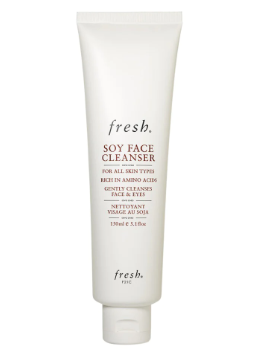 fresh.
SOY FACE
CLEANSER
FOR ALL SKIN TYPES
RICH IN AMINO ACIDS
GENTLY CLEANSES
FACE & EYES
NETTOYANT
VISAGE AU SOJA
150ml e 5.1fl oz
fresh.